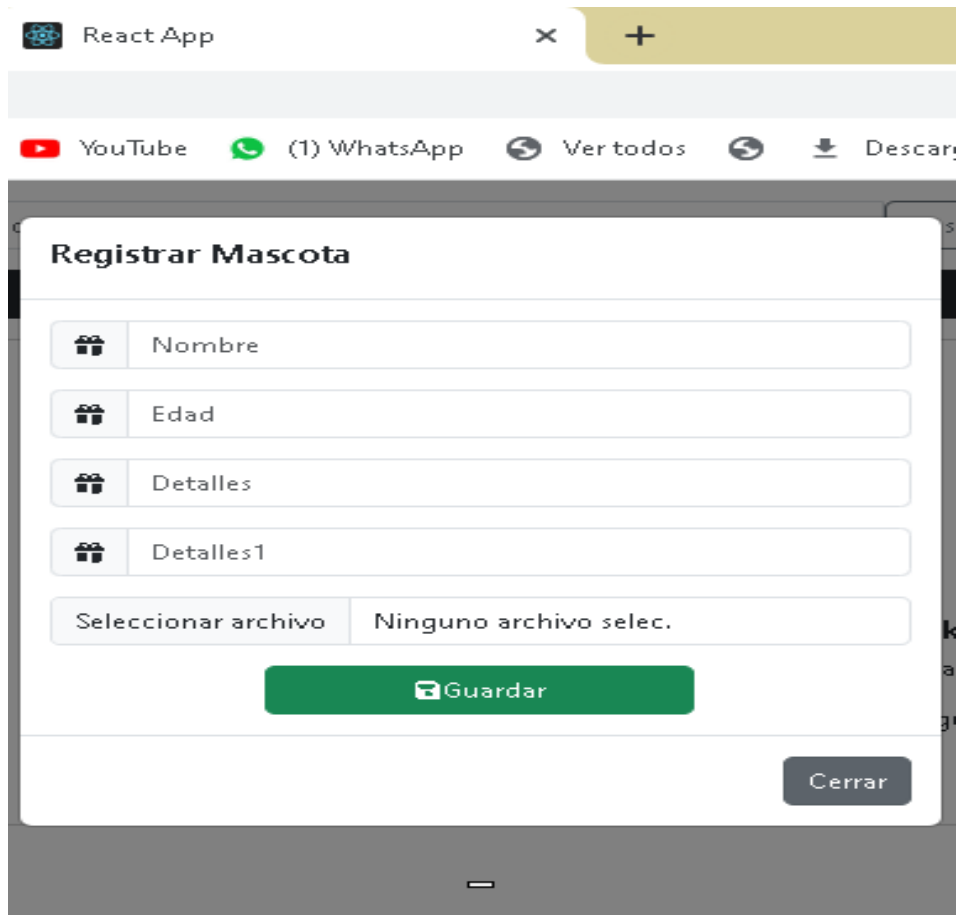 React App
YouTube (1) WhatsApp Ver todos Descar
Registrar Mascota
Nombre
Edad
Detalles
Detalles1
Seleccionar archivo Ninguno archivo selec.
Guardar
Cerrar